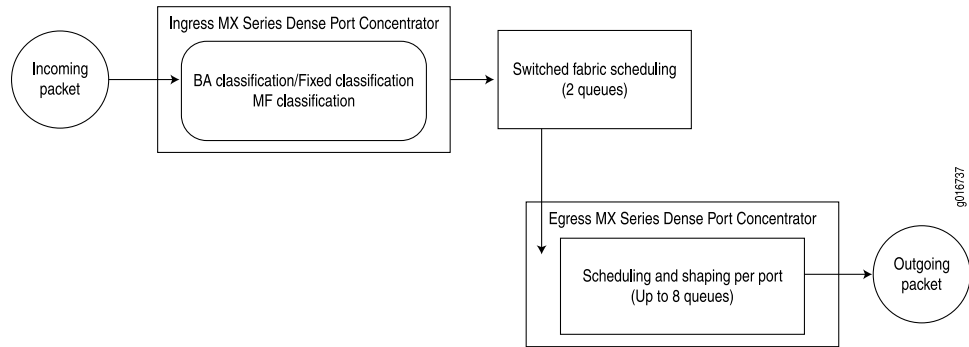 Ingress MX Series Dense Port Concentrator
Incoming
packet
BA classification/Fixed classification
MF classification
Switched fabric scheduling
(2 queues)
g016737
Egress MX Series Dense Port Concentrator
Scheduling and shaping per port
(Up to 8 queues)
Outgoing
packet